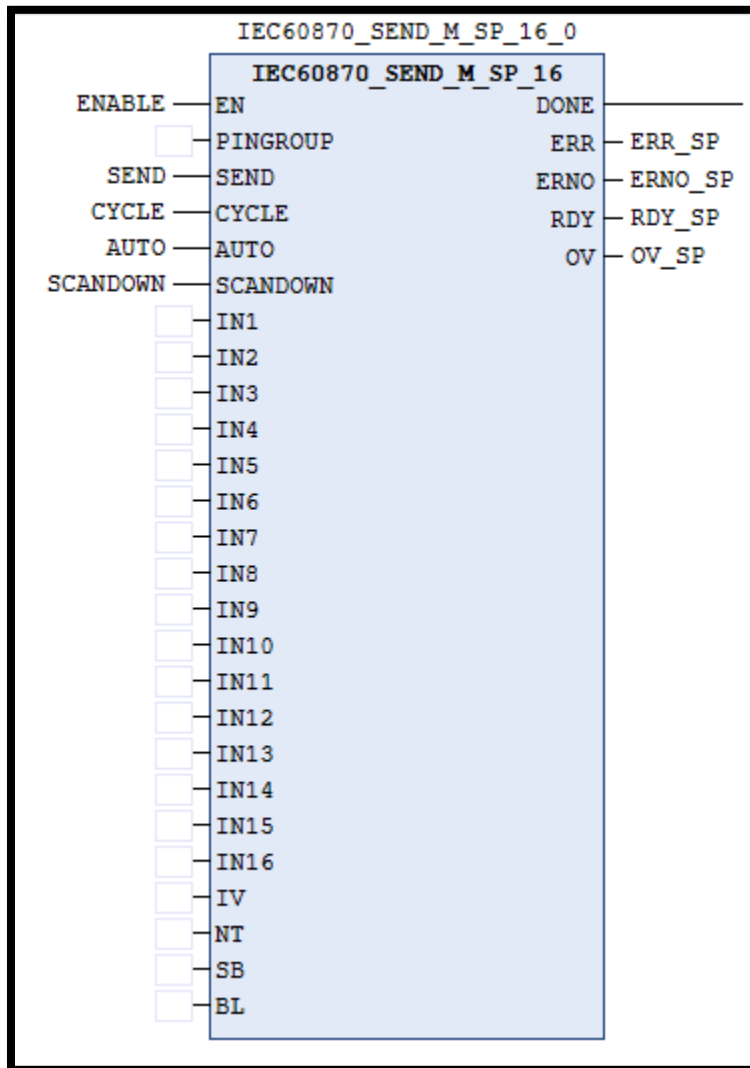 IEC60870_SEND_M_SP_16_0
IEC60870_SEND_M_SP_16
ENABLE EN DONE
PINGROUP ERR ERR_SP
SEND SEND ERNO ERNO_SP
CYCLE CYCLE RDY RDY_SP
AUTO AUTO OV OV_SP
SCANDOWN SCANDOWN
IN1
IN2
IN3
IN4
IN5
IN6
IN7
IN8
IN9
IN10
IN11
IN12
IN13
IN14
IN15
IN16
IV
NT
SB
BL